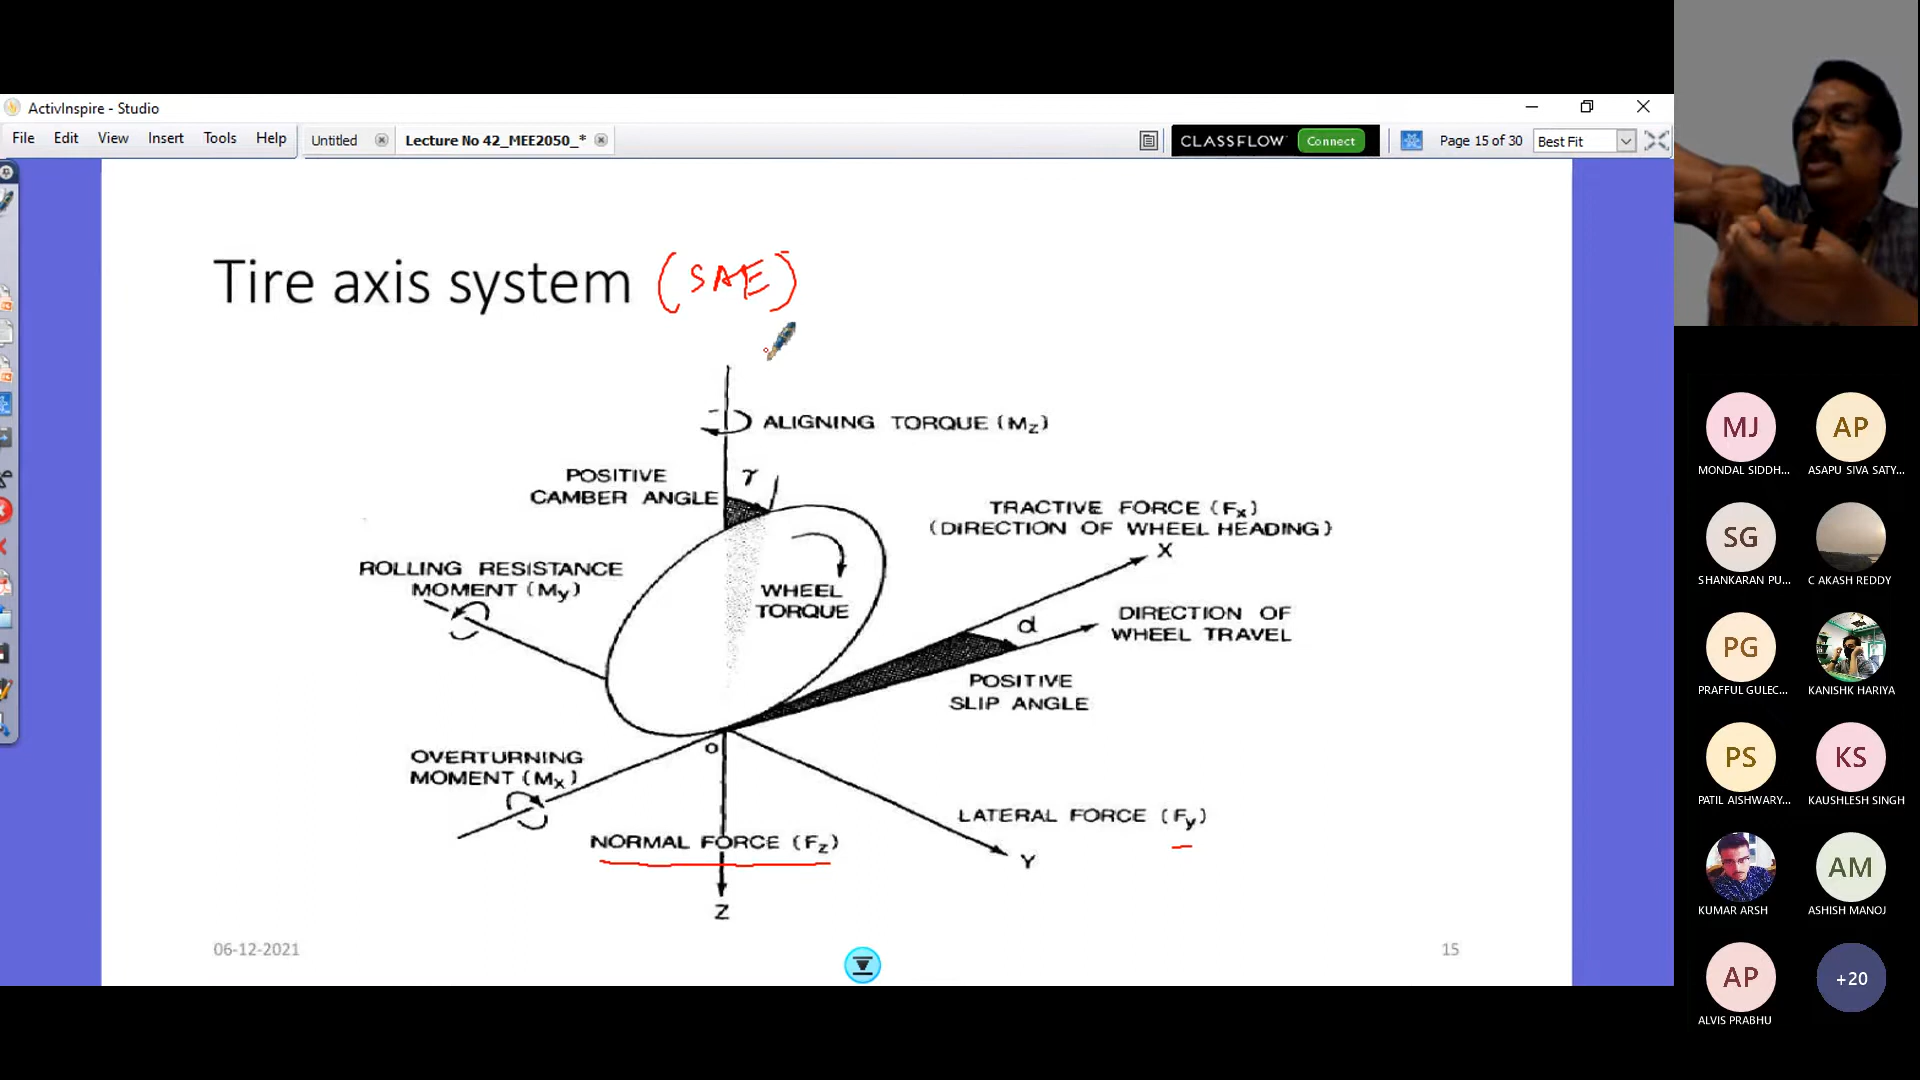 ActivInspire - Studio
File Edit View Insert Tools Help
Untitled
Lecture No 42_MEE2050_*
CLASSFLOW Connect
Page 15 of 30
Best Fit
Tire axis system (SAE)
ALIGNING TORQUE (Mz)
POSITIVE
CAMBER ANGLE
γ
TRACTIVE FORCE (Fx)
(DIRECTION OF WHEEL HEADING)
X
ROLLING RESISTANCE
MOMENT (My)
WHEEL
TORQUE
α
DIRECTION OF
WHEEL TRAVEL
POSITIVE
SLIP ANGLE
O
OVERTURNING
MOMENT (Mx)
NORMAL FORCE (Fz)
LATERAL FORCE (Fy)
Y
Z
06-12-2021
15
MJ
MONDAL SIDDH...
AP
ASAPU SIVA SATY...
SG
SHANKARAN PU...
C AKASH REDDY
PG
PRAFFUL GULEC...
KANISHK HARIYA
PS
PATIL AISHWARY...
KS
KAUSHLESH SINGH
KUMAR ARSH
AM
ASHISH MANOJ
AP
ALVIS PRABHU
+20